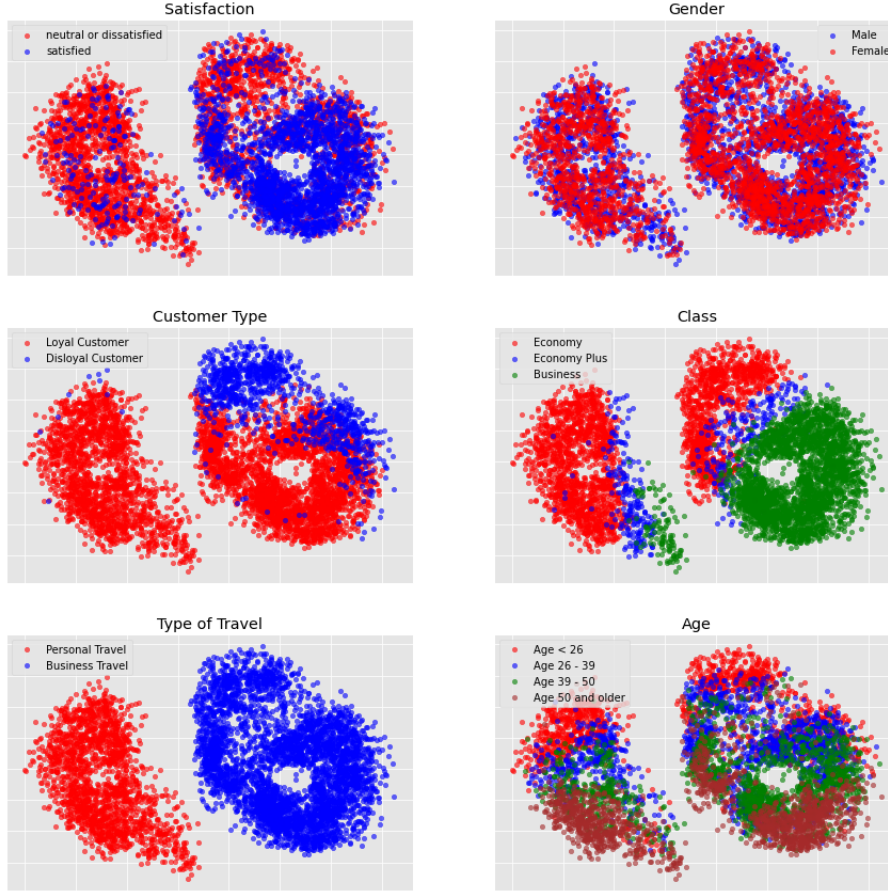 Satisfaction
neutral or dissatisfied
satisfied
Gender
Male
Female
Customer Type
Loyal Customer
Disloyal Customer
Class
Economy
Economy Plus
Business
Type of Travel
Personal Travel
Business Travel
Age
Age < 26
Age 26 - 39
Age 39 - 50
Age 50 and older